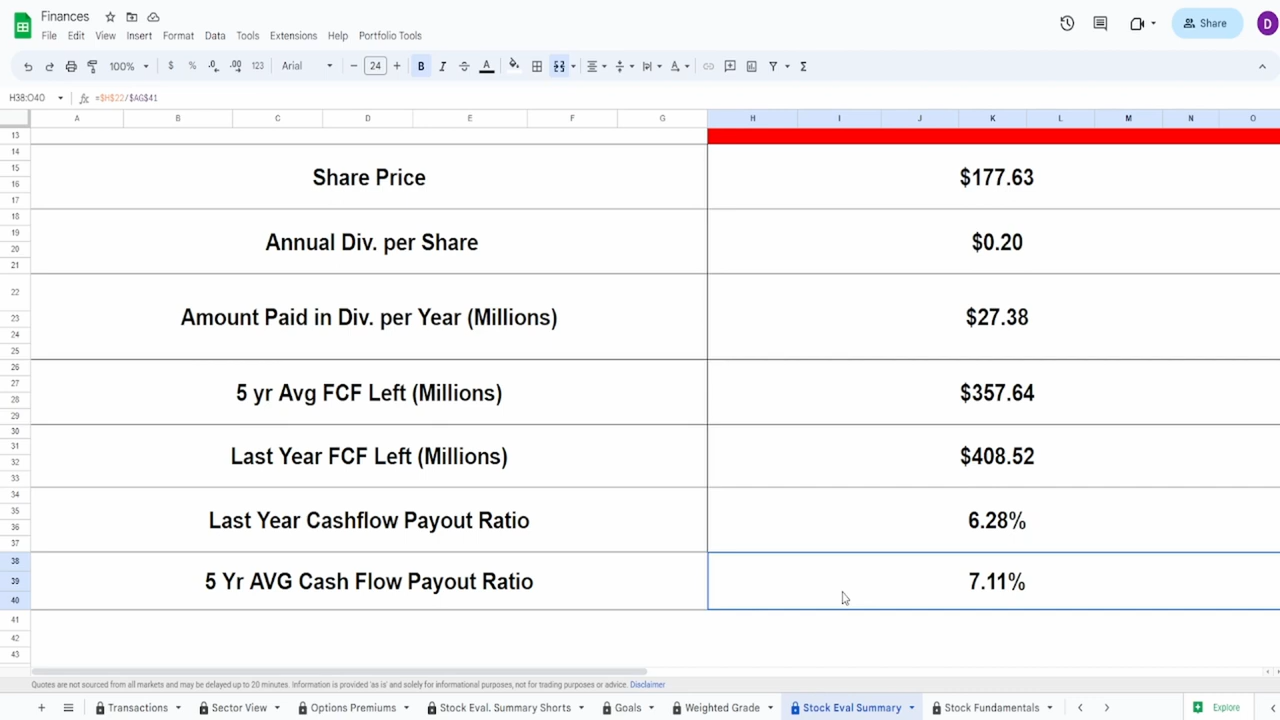 Finances
File Edit View Insert Format Data Tools Extensions Help Portfolio Tools
Share
D
100% $ % .0 .00 123 Arial − 24 + B I A
H38:O40 fx =$H$22/$AG$41
A B C D E F G H I J K L M N O
13
14
15
Share Price $177.63
16
17
18
19
Annual Div. per Share $0.20
20
21
22
Amount Paid in Div. per Year (Millions) $27.38
23
24
25
26
27
5 yr Avg FCF Left (Millions) $357.64
28
29
30
31
Last Year FCF Left (Millions) $408.52
32
33
34
35
Last Year Cashflow Payout Ratio 6.28%
36
37
38
39
5 Yr AVG Cash Flow Payout Ratio 7.11%
40
41
42
43
Quotes are not sourced from all markets and may be delayed up to 20 minutes. Information is provided 'as is' and solely for informational purposes, not for trading purposes or advice. Disclaimer
Transactions Sector View Options Premiums Stock Eval. Summary Shorts Goals Weighted Grade Stock Eval Summary Stock Fundamentals Explore